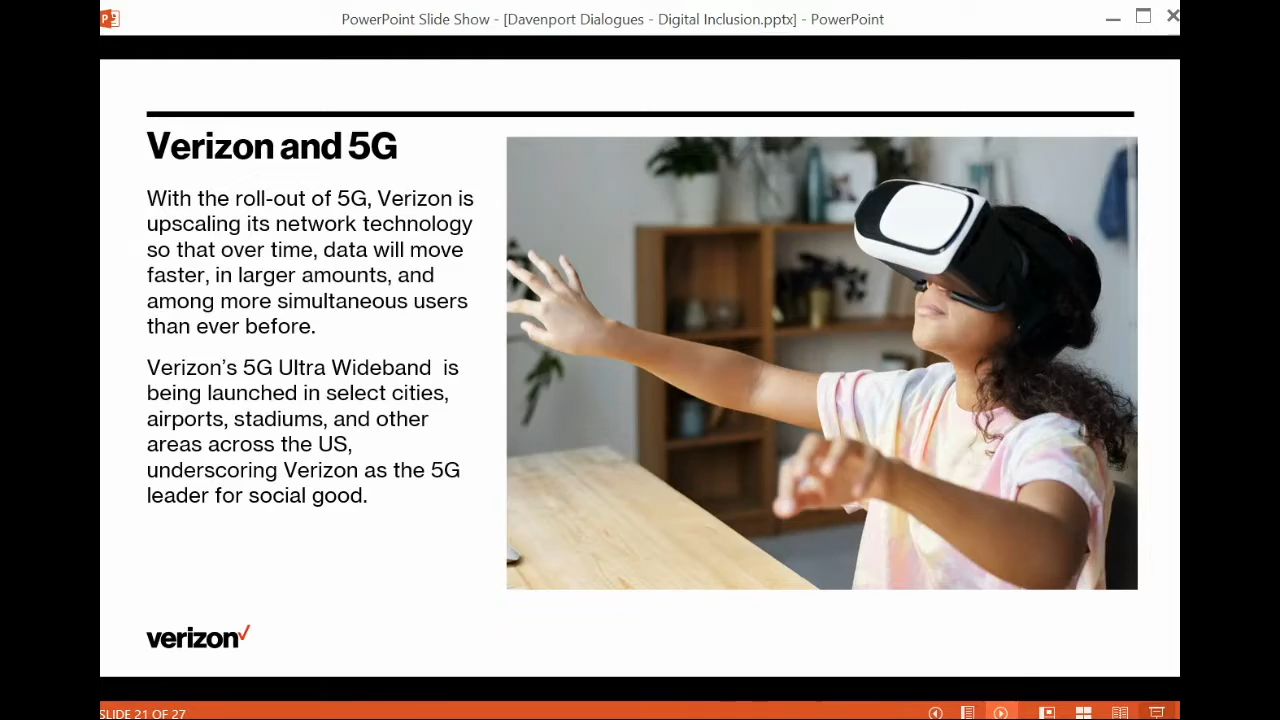 PowerPoint Slide Show - [Davenport Dialogues - Digital Inclusion.pptx] - PowerPoint
Verizon and 5G
With the roll-out of 5G, Verizon is
upscaling its network technology
so that over time, data will move
faster, in larger amounts, and
among more simultaneous users
than ever before.
Verizon’s 5G Ultra Wideband  is
being launched in select cities,
airports, stadiums, and other
areas across the US,
underscoring Verizon as the 5G
leader for social good.
verizon✓
SLIDE 21 OF 27